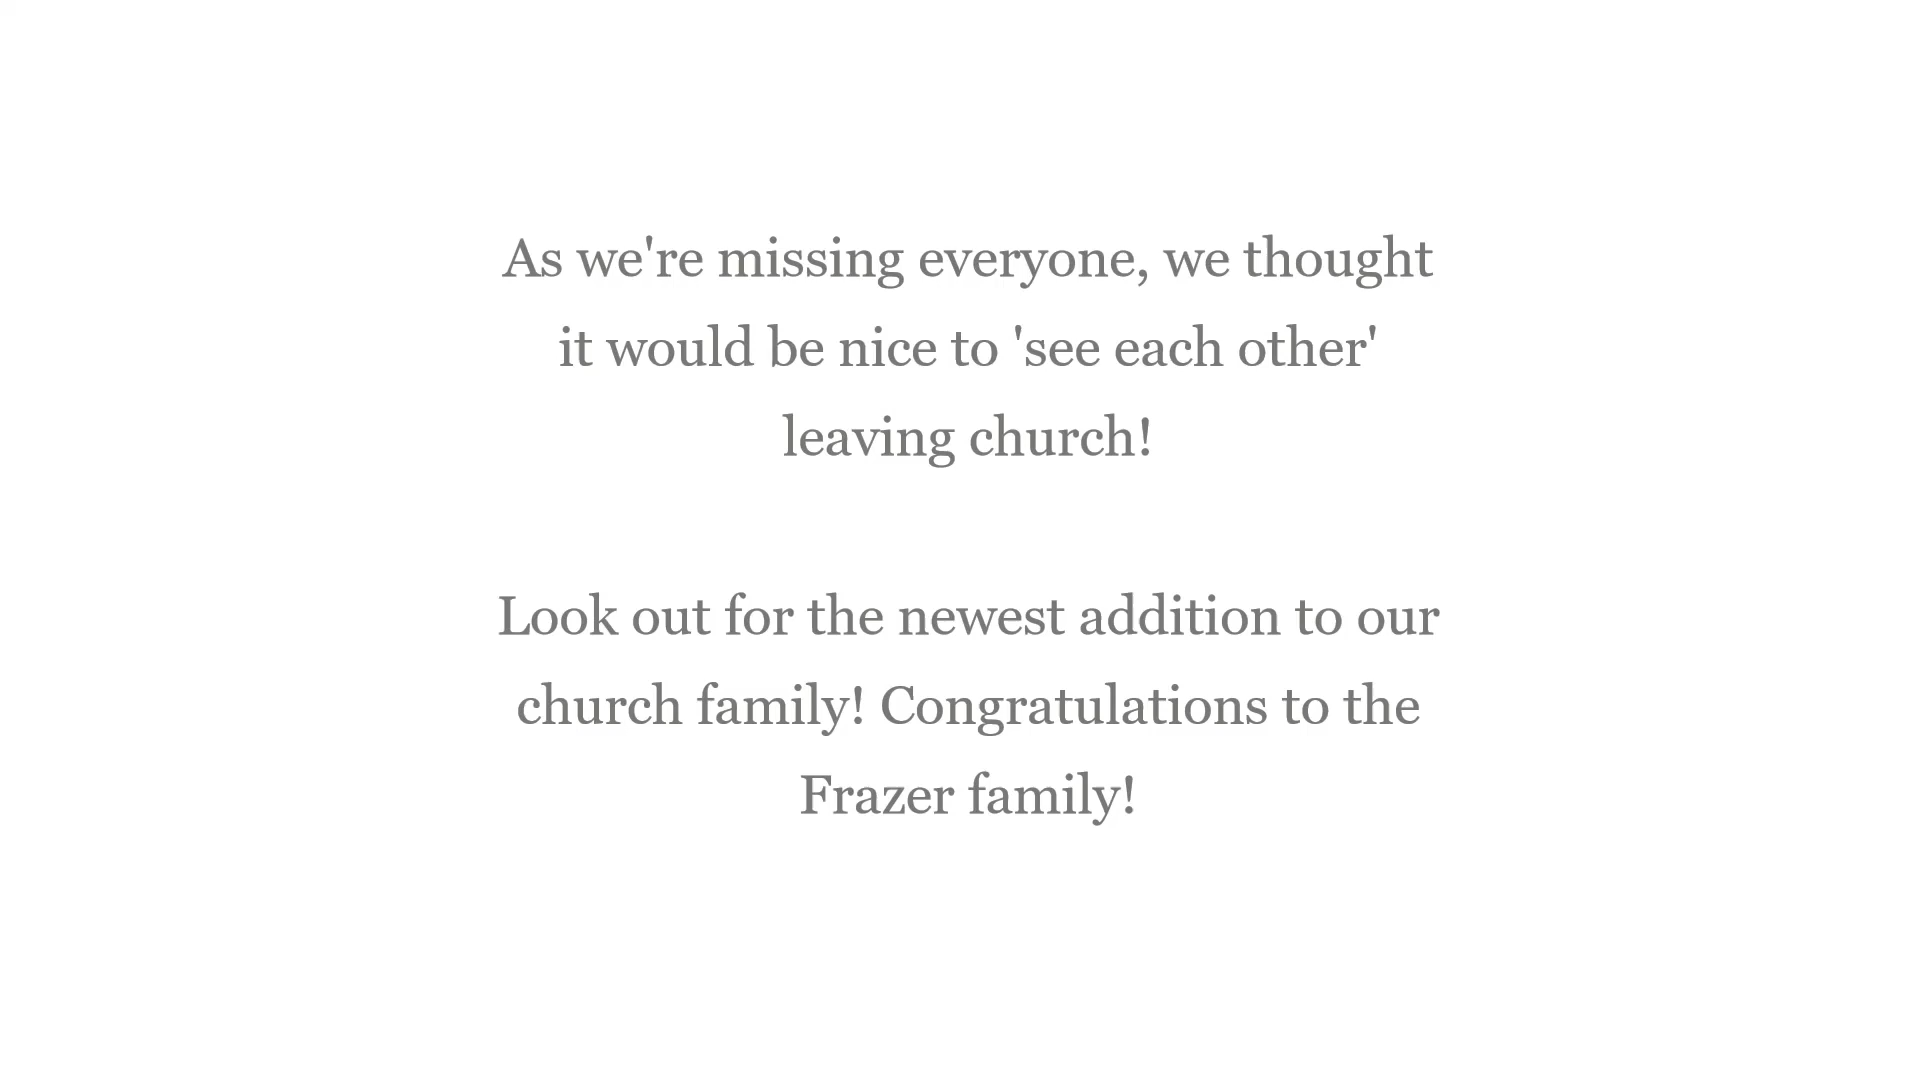 As we're missing everyone, we thought
it would be nice to 'see each other'
leaving church!
Look out for the newest addition to our
church family! Congratulations to the
Frazer family!